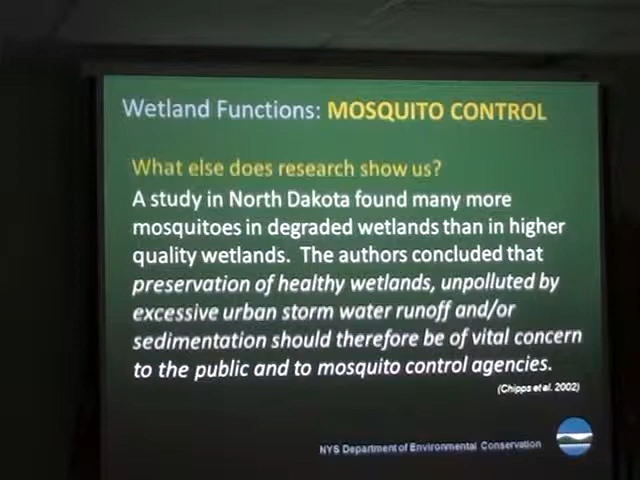 Wetland Functions: MOSQUITO CONTROL
What else does research show us?
A study in North Dakota found many more
mosquitoes in degraded wetlands than in higher
quality wetlands. The authors concluded that
preservation of healthy wetlands, unpolluted by
excessive urban storm water runoff and/or
sedimentation should therefore be of vital concern
to the public and to mosquito control agencies.
(Chipps et al. 2002)
NYS Department of Environmental Conservation